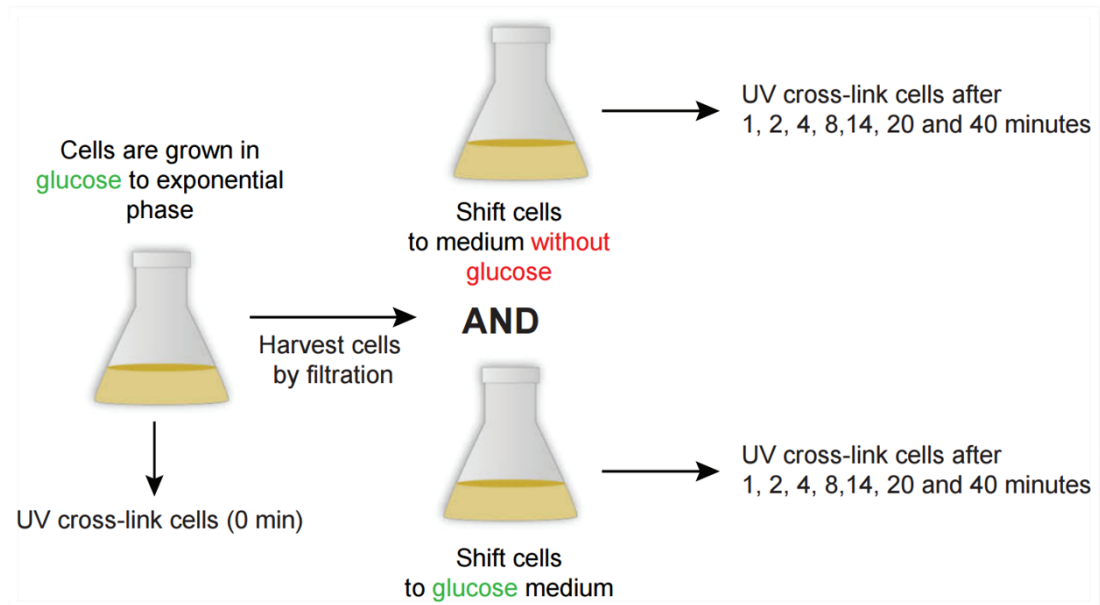 Cells are grown in
glucose to exponential
phase
UV cross-link cells (0 min)
Harvest cells
by filtration
Shift cells
to medium without
glucose
AND
Shift cells
to glucose medium
UV cross-link cells after
1, 2, 4, 8,14, 20 and 40 minutes
UV cross-link cells after
1, 2, 4, 8,14, 20 and 40 minutes